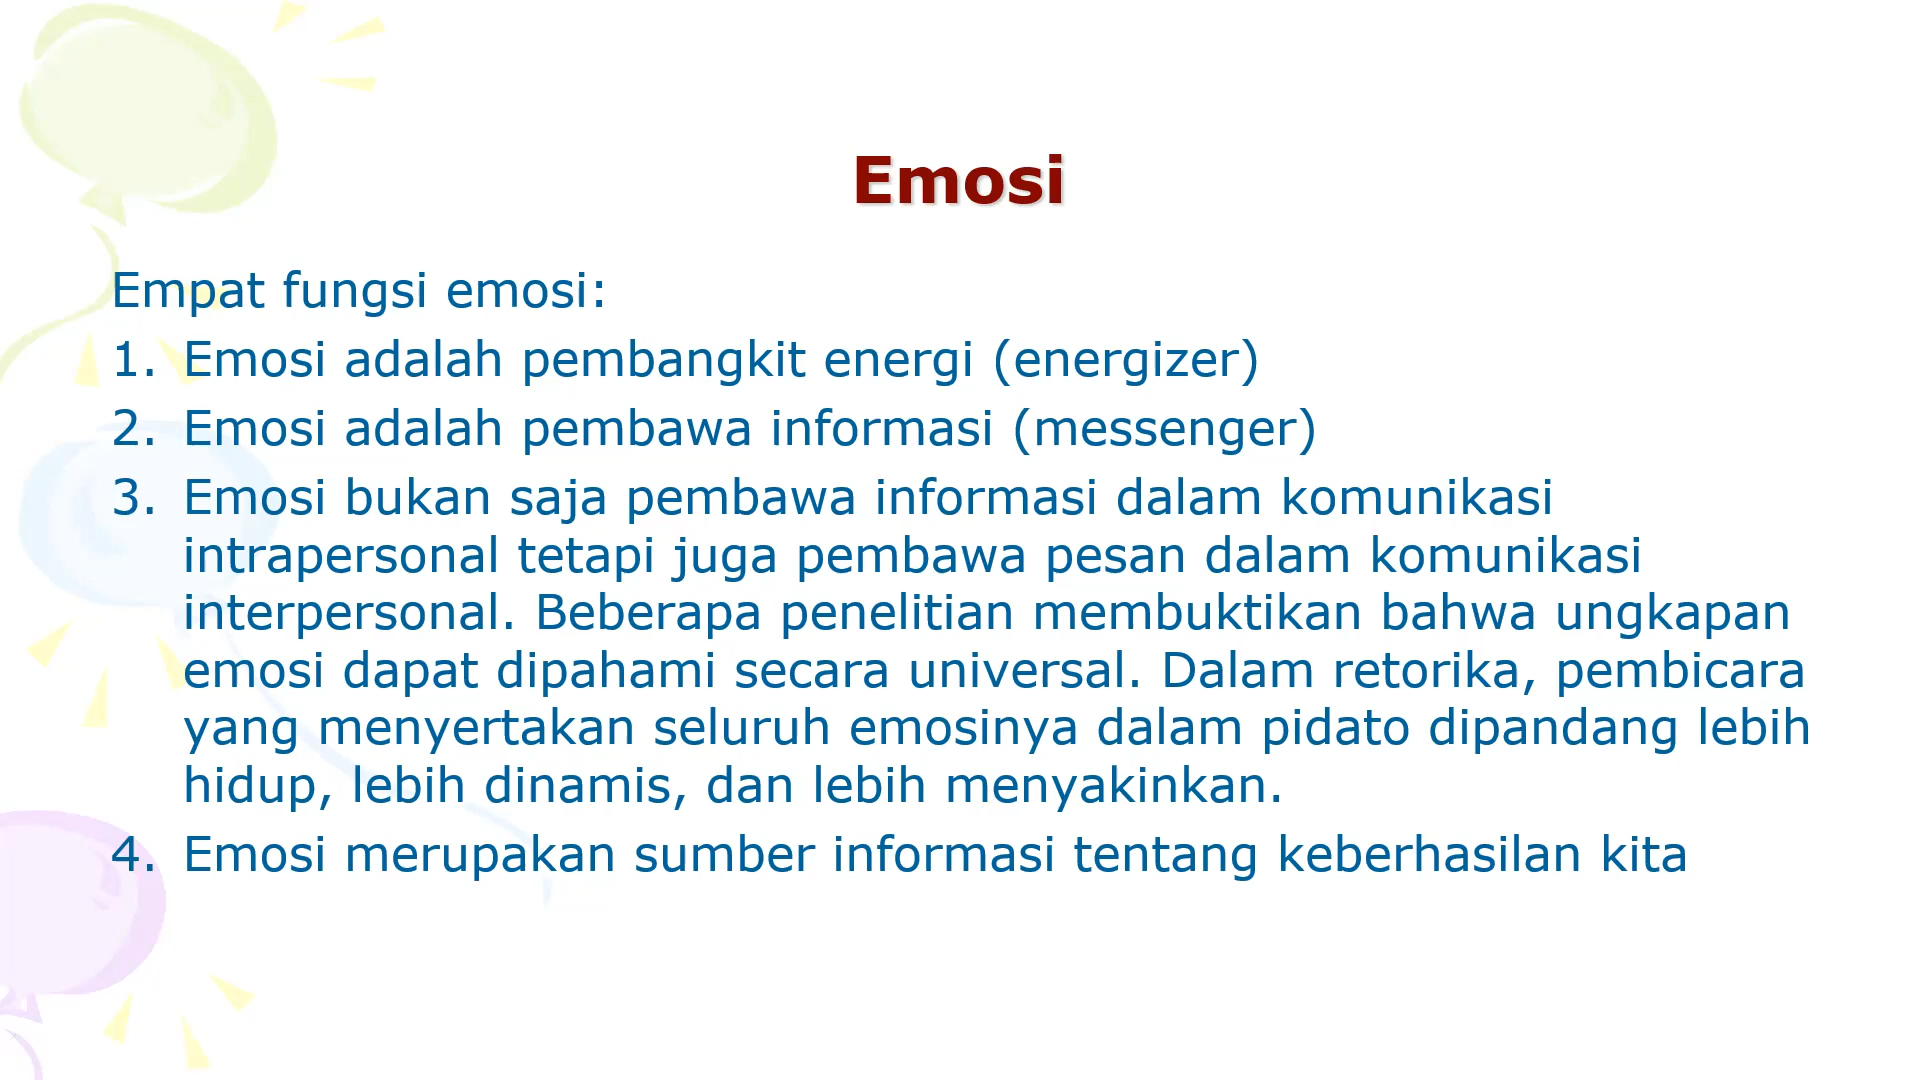 Emosi
Empat fungsi emosi:
1. Emosi adalah pembangkit energi (energizer)
2. Emosi adalah pembawa informasi (messenger)
3. Emosi bukan saja pembawa informasi dalam komunikasi
intrapersonal tetapi juga pembawa pesan dalam komunikasi
interpersonal. Beberapa penelitian membuktikan bahwa ungkapan
emosi dapat dipahami secara universal. Dalam retorika, pembicara
yang menyertakan seluruh emosinya dalam pidato dipandang lebih
hidup, lebih dinamis, dan lebih menyakinkan.
4. Emosi merupakan sumber informasi tentang keberhasilan kita